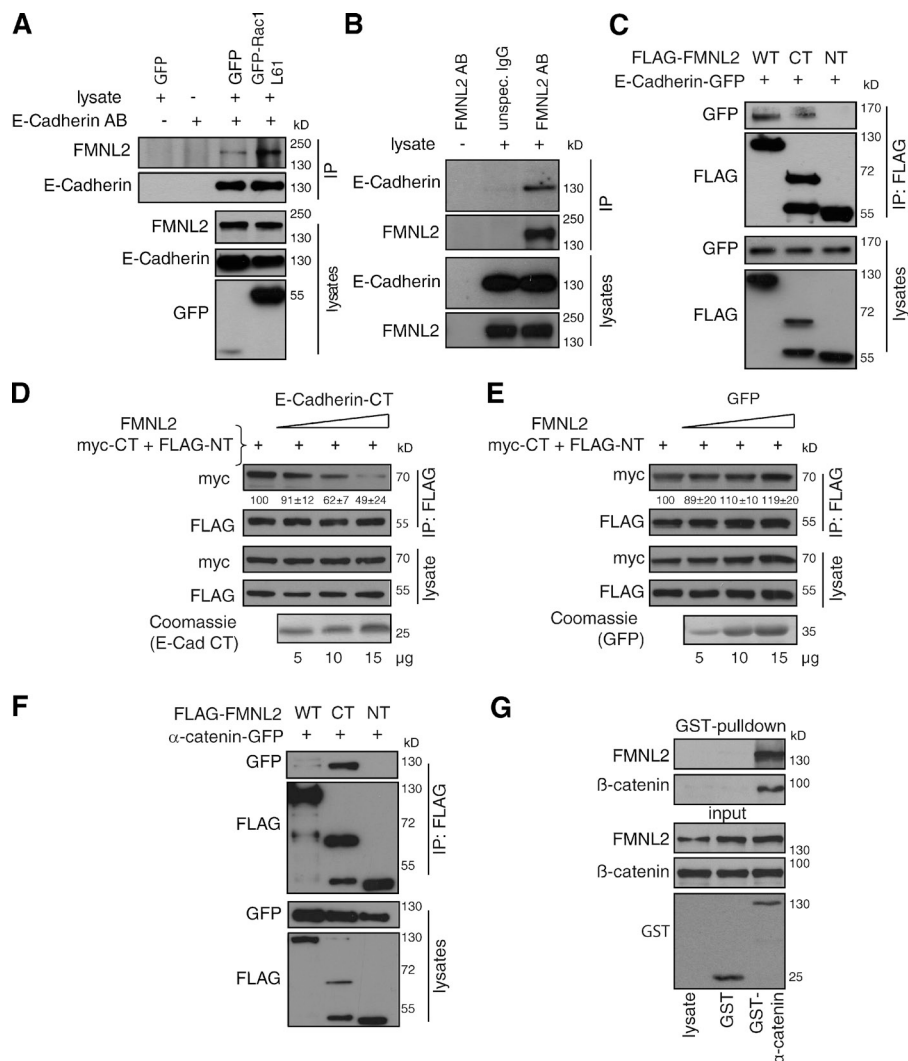 A
GFP
GFP
GFP-Rac1
L61
lysate + - + +
E-Cadherin AB - + + +
kD
FMNL2 250
130
E-Cadherin 130
IP
FMNL2 250
130
E-Cadherin 130
GFP 55
lysates
B
FMNL2 AB
unspec. IgG
FMNL2 AB
lysate - + + kD
E-Cadherin 130
FMNL2 250
130
IP
E-Cadherin 130
FMNL2 250
130
lysates
C
FLAG-FMNL2 WT CT NT
E-Cadherin-GFP + + +
kD
GFP 170
130
FLAG 72
55
IP: FLAG
GFP 170
130
FLAG 72
55
lysates
D
E-Cadherin-CT
FMNL2
myc-CT + FLAG-NT + + + +
kD
myc 70
100 91±12 62±7 49±24
FLAG 55
IP: FLAG
myc 70
FLAG 55
lysate
Coomassie
(E-Cad CT) 25
5 10 15 µg
E
GFP
FMNL2
myc-CT + FLAG-NT + + + +
kD
myc 70
100 89±20 110±10 119±20
FLAG 55
IP: FLAG
myc 70
FLAG 55
lysate
Coomassie
(GFP) 35
5 10 15 µg
F
FLAG-FMNL2 WT CT NT
α-catenin-GFP + + +
kD
GFP 130
130
FLAG 72
55
IP: FLAG
GFP 130
130
FLAG 72
55
lysates
G
GST-pulldown
kD
FMNL2 130
ß-catenin 100
input
FMNL2 130
ß-catenin 100
130
GST
25
lysate
GST
GST-
α-catenin